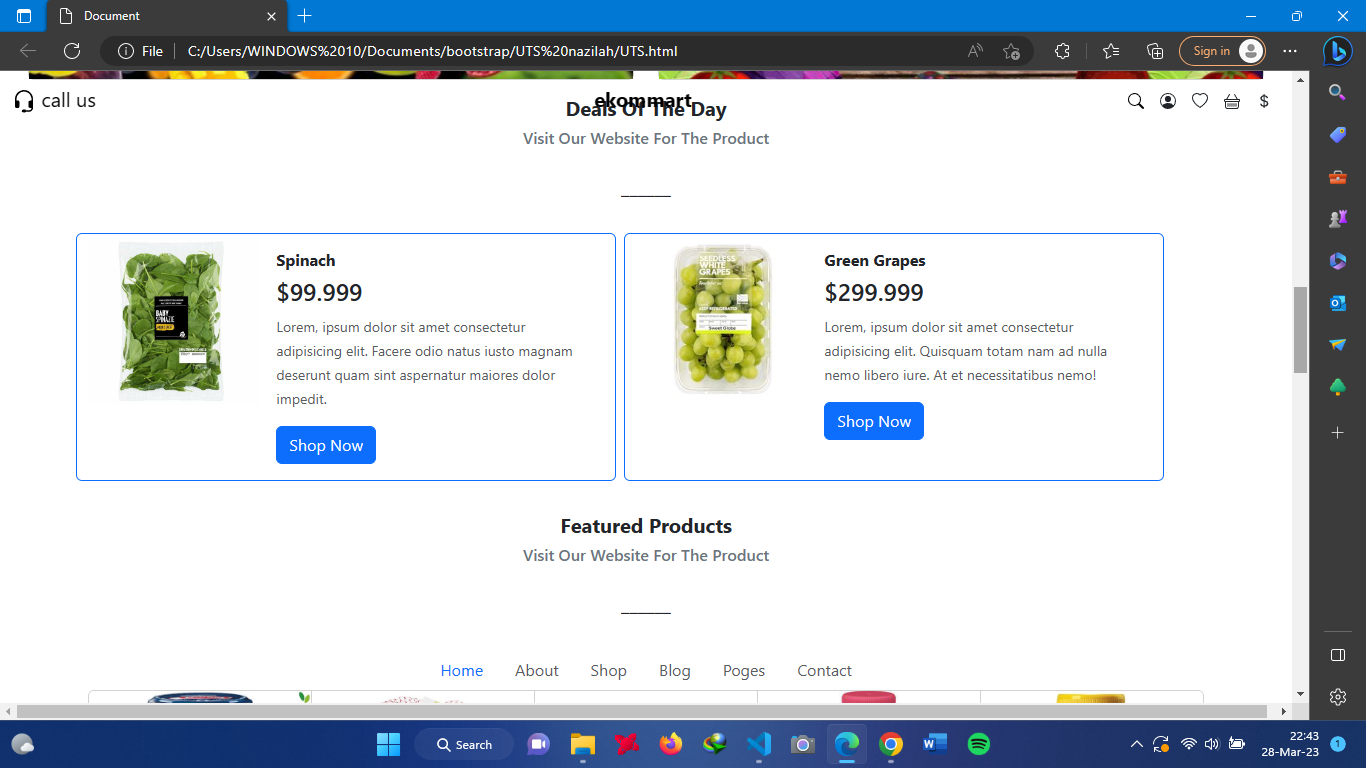 Document
File
C:/Users/WINDOWS%2010/Documents/bootstrap/UTS%20nazilah/UTS.html
Sign in
call us
ekommart
$
Deals Of The Day
Visit Our Website For The Product
Spinach
$99.999
Lorem, ipsum dolor sit amet consectetur
adipisicing elit. Facere odio natus iusto magnam
deserunt quam sint aspernatur maiores dolor
impedit.
Shop Now
BABY
SPINAZIE
Green Grapes
$299.999
Lorem, ipsum dolor sit amet consectetur
adipisicing elit. Quisquam totam nam ad nulla
nemo libero iure. At et necessitatibus nemo!
Shop Now
SEEDLESS
WHITE
GRAPES
Sweet Globe
Featured Products
Visit Our Website For The Product
Home About Shop Blog Pages Contact
Search
22:43
28-Mar-23
1